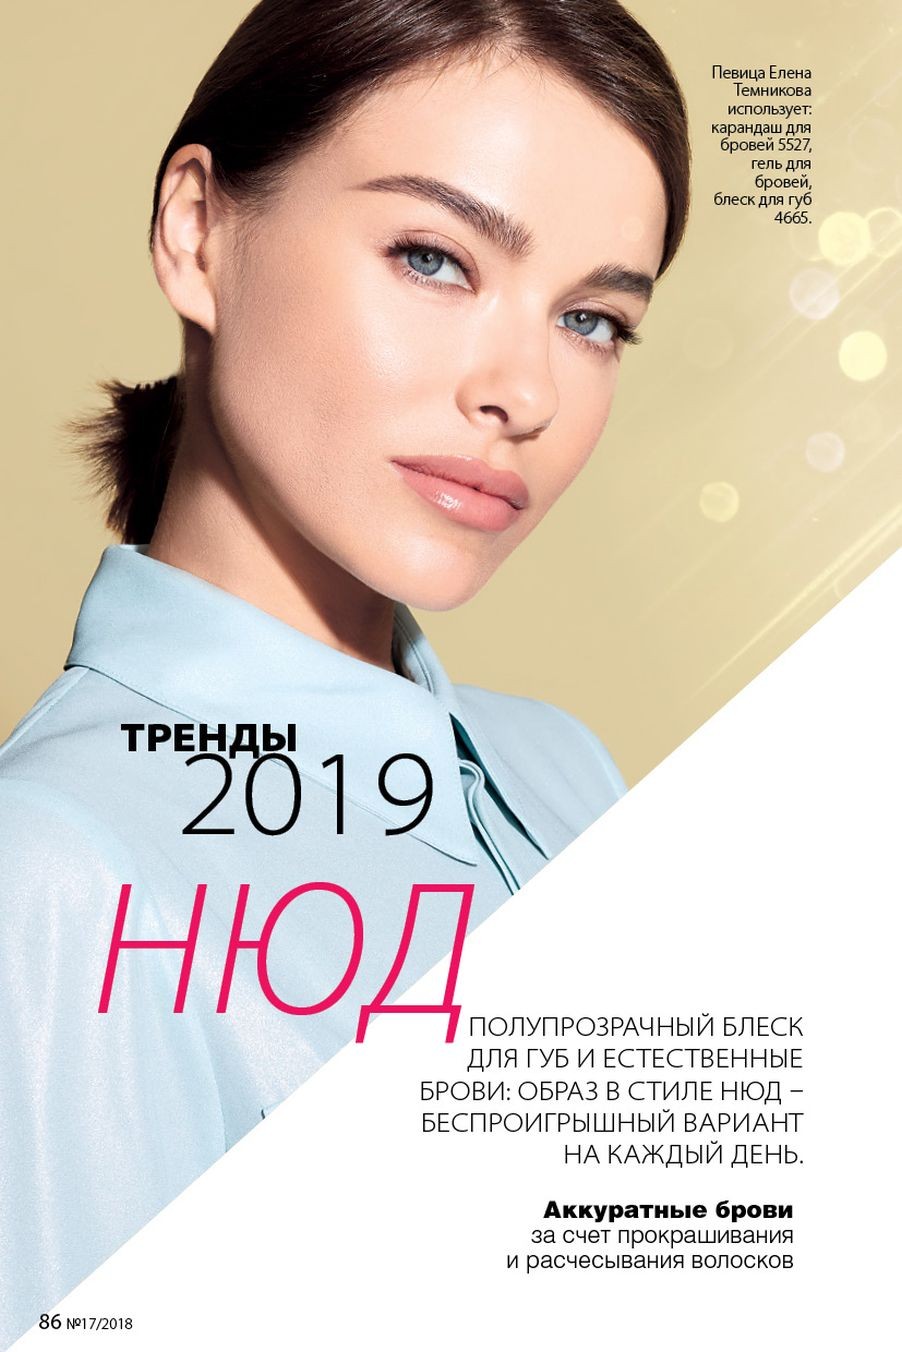 Певица Елена
Темникова
использует:
карандаш для
бровей 5527,
гель для
бровей,
блеск для губ
4665.
ТРЕНДЫ
2019
НЮД
ПОЛУПРОЗРАЧНЫЙ БЛЕСК
ДЛЯ ГУБ И ЕСТЕСТВЕННЫЕ
БРОВИ: ОБРАЗ В СТИЛЕ НЮД –
БЕСПРОИГРЫШНЫЙ ВАРИАНТ
НА КАЖДЫЙ ДЕНЬ.
Аккуратные брови
за счет прокрашивания
и расчесывания волосков
86 №17/2018